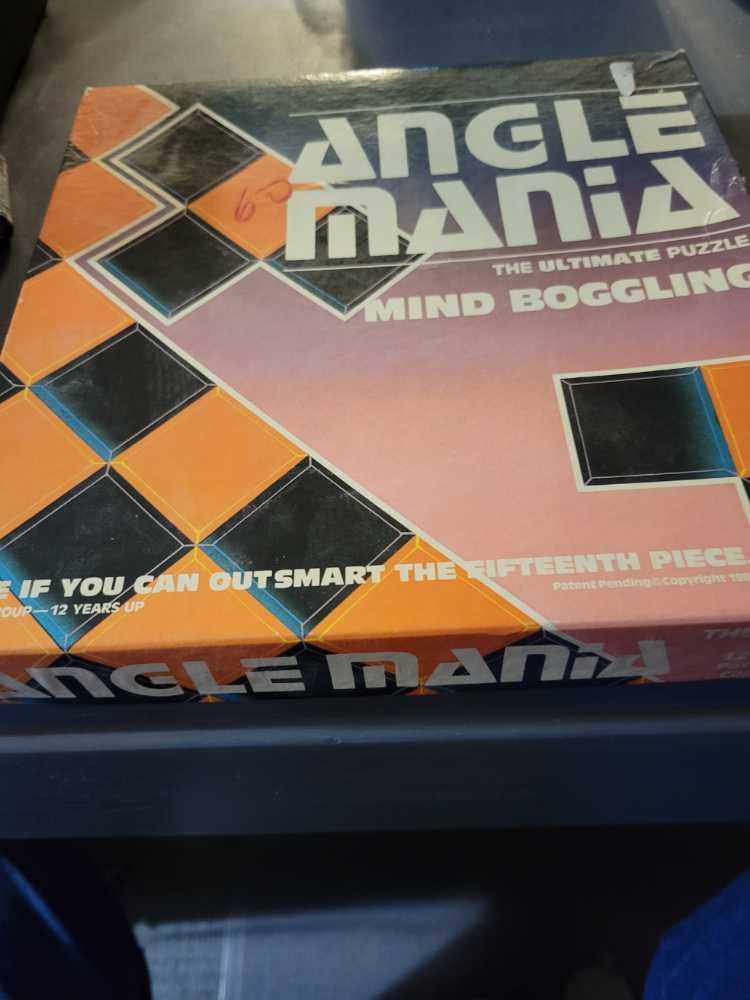 ANGLE
MANIA
60
THE ULTIMATE PUZZLE
MIND BOGGLING
IF YOU CAN OUTSMART THE FIFTEENTH PIECE.
12 YEARS UP
Patent Pending © Copyright
ANGLE MANIA